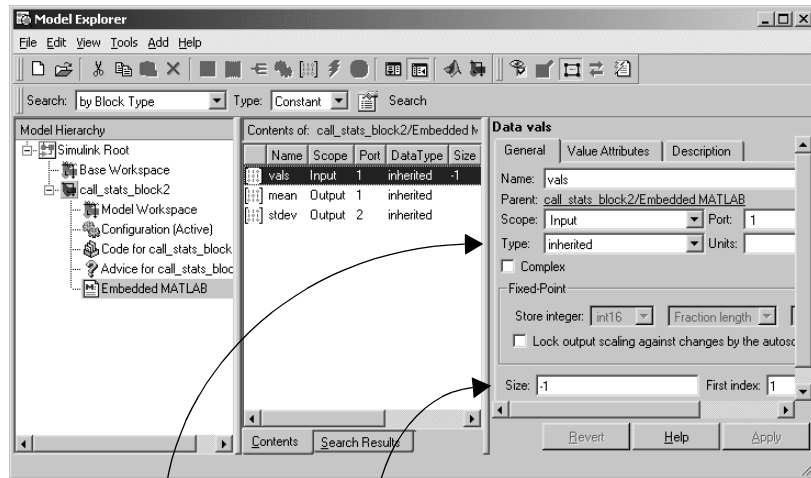 Model Explorer
File Edit View Tools Add Help
Search: by Block Type Type: Constant Search
Model Hierarchy
Simulink Root
Base Workspace
call_stats_block2
Model Workspace
Configuration (Active)
Code for call_stats_block
Advice for call_stats_bloc
Embedded MATLAB
Contents of: call_stats_block2/Embedded M
Name Scope Port DataType Size
vals Input 1 inherited -1
mean Output 1 inherited
stdev Output 2 inherited
Contents Search Results
Data vals
General Value Attributes Description
Name: vals
Parent: call_stats_block2/Embedded MATLAB
Scope: Input Port: 1
Type: inherited Units:
Complex
Fixed-Point
Store integer: int16 Fraction length
Lock output scaling against changes by the autosc
Size: -1 First index: 1
Revert Help Apply